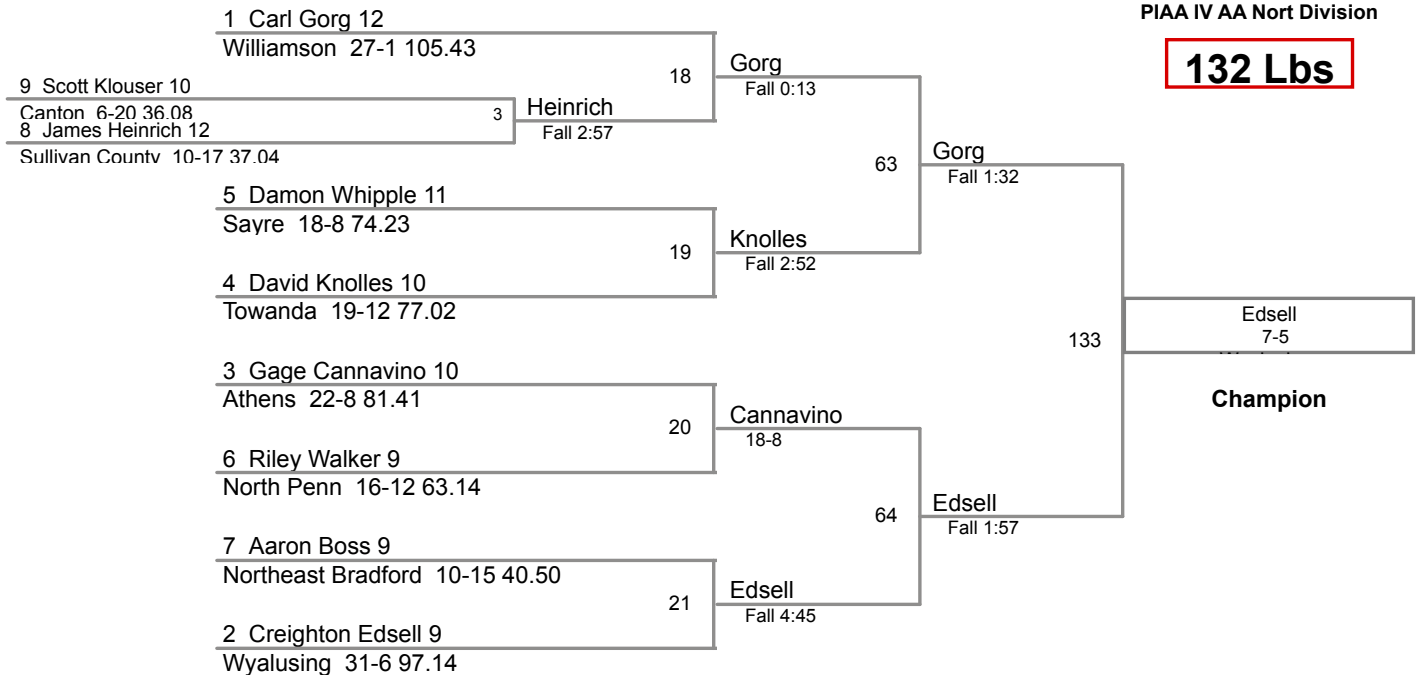 PIAA IV AA Nort Division
132 Lbs
1 Carl Gorg 12
Williamson 27-1 105.43
9 Scott Klouser 10
Canton 6-20 36.08
8 James Heinrich 12
Sullivan County 10-17 37.04
3
Heinrich
Fall 2:57
18
Gorg
Fall 0:13
5 Damon Whipple 11
Sayre 18-8 74.23
4 David Knolles 10
Towanda 19-12 77.02
19
Knolles
Fall 2:52
63
Gorg
Fall 1:32
3 Gage Cannavino 10
Athens 22-8 81.41
6 Riley Walker 9
North Penn 16-12 63.14
20
Cannavino
18-8
7 Aaron Boss 9
Northeast Bradford 10-15 40.50
2 Creighton Edsell 9
Wyalusing 31-6 97.14
21
Edsell
Fall 4:45
64
Edsell
Fall 1:57
133
Edsell
7-5
Champion